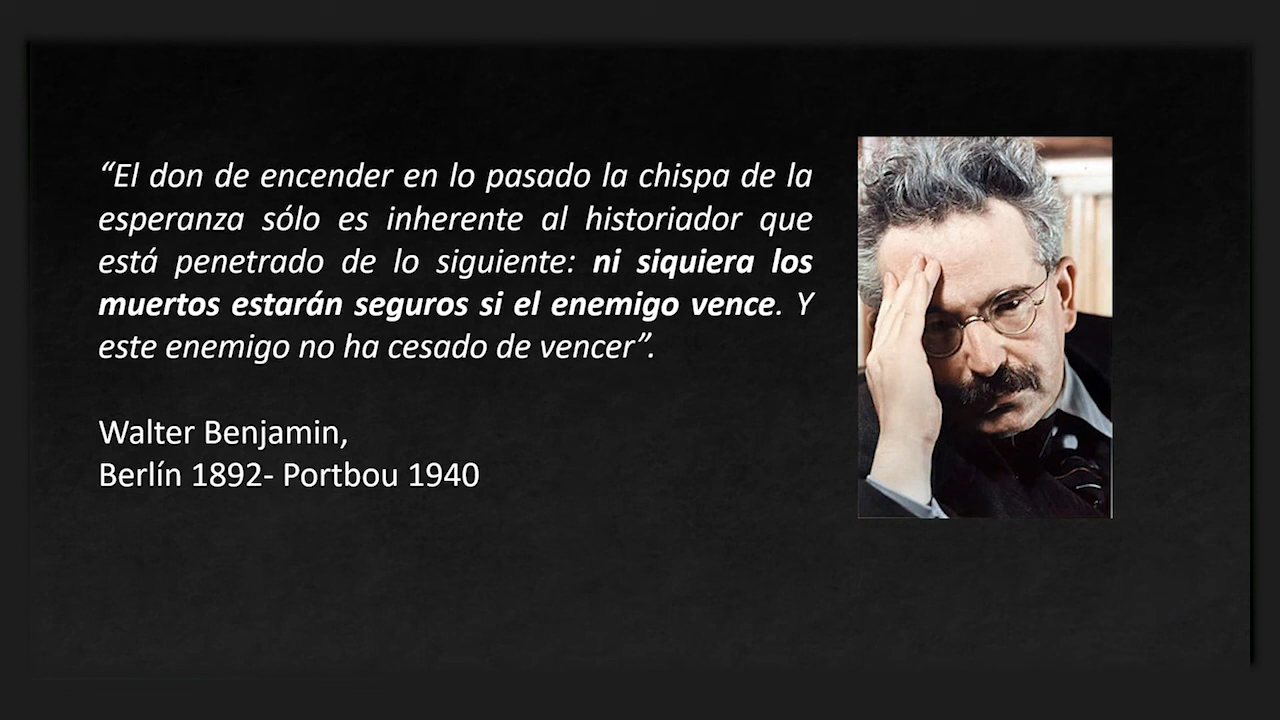 “El don de encender en lo pasado la chispa de la
esperanza sólo es inherente al historiador que
está penetrado de lo siguiente: ni siquiera los
muertos estarán seguros si el enemigo vence. Y
este enemigo no ha cesado de vencer”.
Walter Benjamin,
Berlín 1892- Portbou 1940